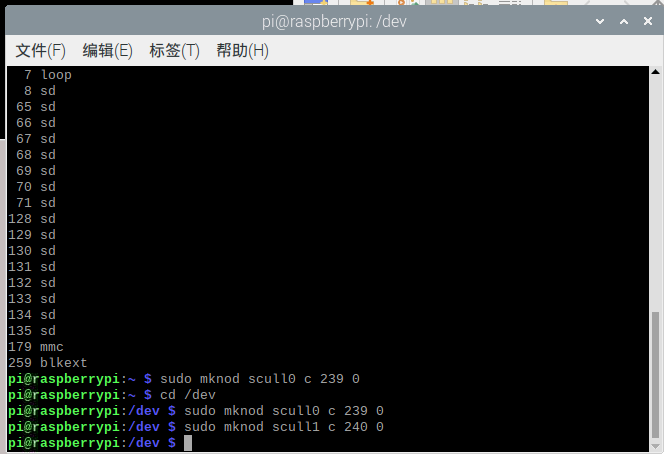 pi@raspberrypi: /dev
文件(F) 编辑(E) 标签(T) 帮助(H)
7 loop
8 sd
65 sd
66 sd
67 sd
68 sd
69 sd
70 sd
71 sd
128 sd
129 sd
130 sd
131 sd
132 sd
133 sd
134 sd
135 sd
179 mmc
259 blkext
pi@raspberrypi:~ $ sudo mknod scull0 c 239 0
pi@raspberrypi:~ $ cd /dev
pi@raspberrypi:/dev $ sudo mknod scull0 c 239 0
pi@raspberrypi:/dev $ sudo mknod scull1 c 240 0
pi@raspberrypi:/dev $